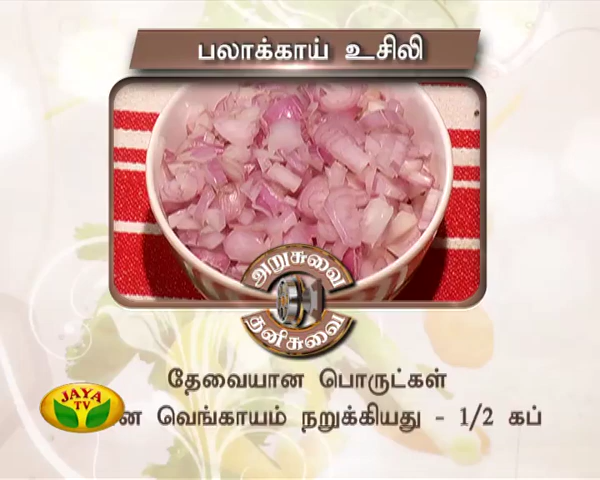 பலாக்காய் உசிலி
அறுசுவை
தனிசுவை
தேவையான பொருட்கள்
JAYA TV
வெங்காயம் நறுக்கியது - 1/2 கப்